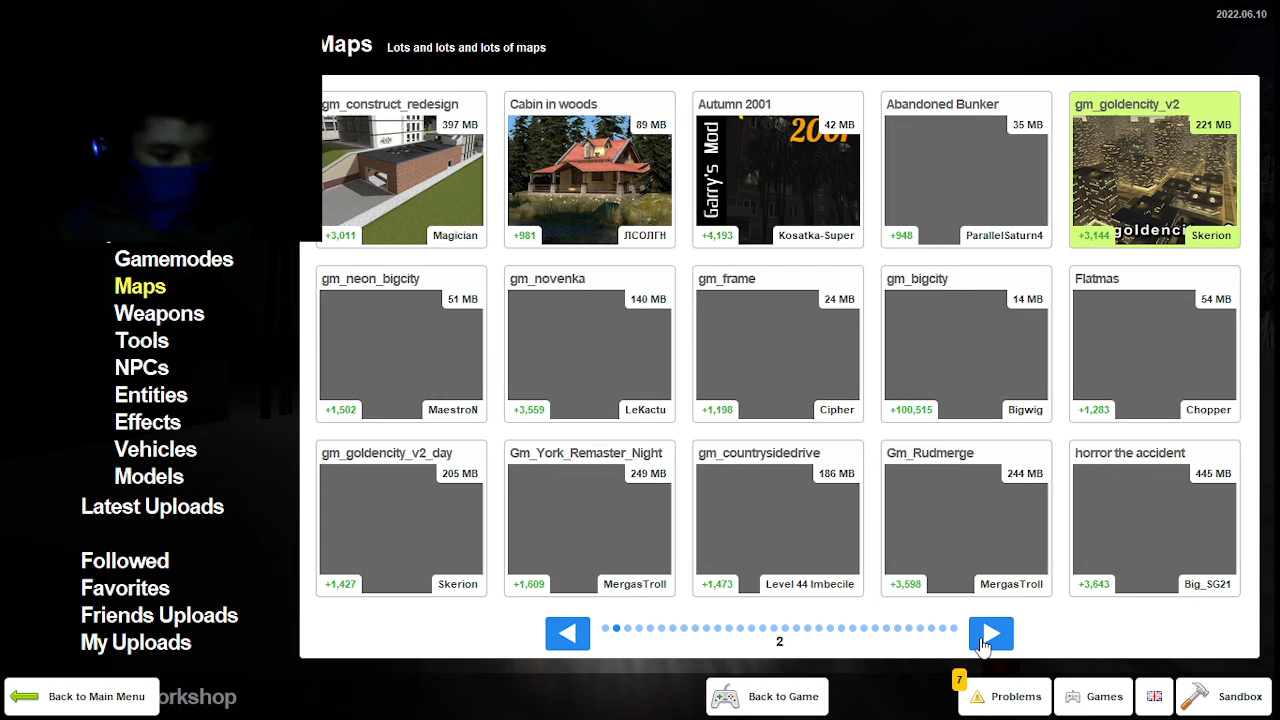 2022.06.10
Maps Lots and lots and lots of maps
gm_construct_redesign
397 MB
+3,011
Magician
Cabin in woods
89 MB
+981
ЛСОЛГН
Autumn 2001
Garry's Mod
42 MB
+4,193
Kosatka-Super
Abandoned Bunker
35 MB
+948
ParallelSaturn4
gm_goldencity_v2
221 MB
+3,144
Skerion
gm_neon_bigcity
51 MB
+1,502
MaestroN
gm_novenka
140 MB
+3,559
LeKactu
gm_frame
24 MB
+1,198
Cipher
gm_bigcity
14 MB
+100,515
Bigwig
Flatmas
54 MB
+1,283
Chopper
gm_goldencity_v2_day
205 MB
+1,427
Skerion
Gm_York_Remaster_Night
249 MB
+1,609
MergasTroll
gm_countrysidedrive
186 MB
+1,473
Level 44 Imbecile
Gm_Rudmerge
244 MB
+3,598
MergasTroll
horror the accident
445 MB
+3,643
Big_SG21
2
Gamemodes
Maps
Weapons
Tools
NPCs
Entities
Effects
Vehicles
Models
Latest Uploads
Followed
Favorites
Friends Uploads
My Uploads
Back to Main Menu
orkshop
Back to Game
7
Problems
Games
Sandbox